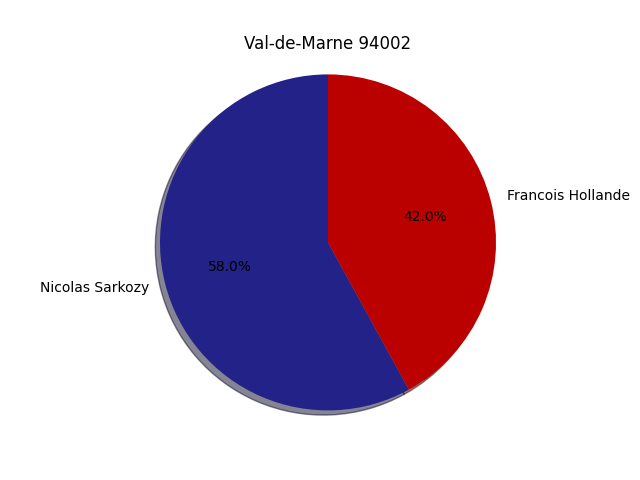 Val-de-Marne 94002
Francois Hollande
42.0%
58.0%
Nicolas Sarkozy